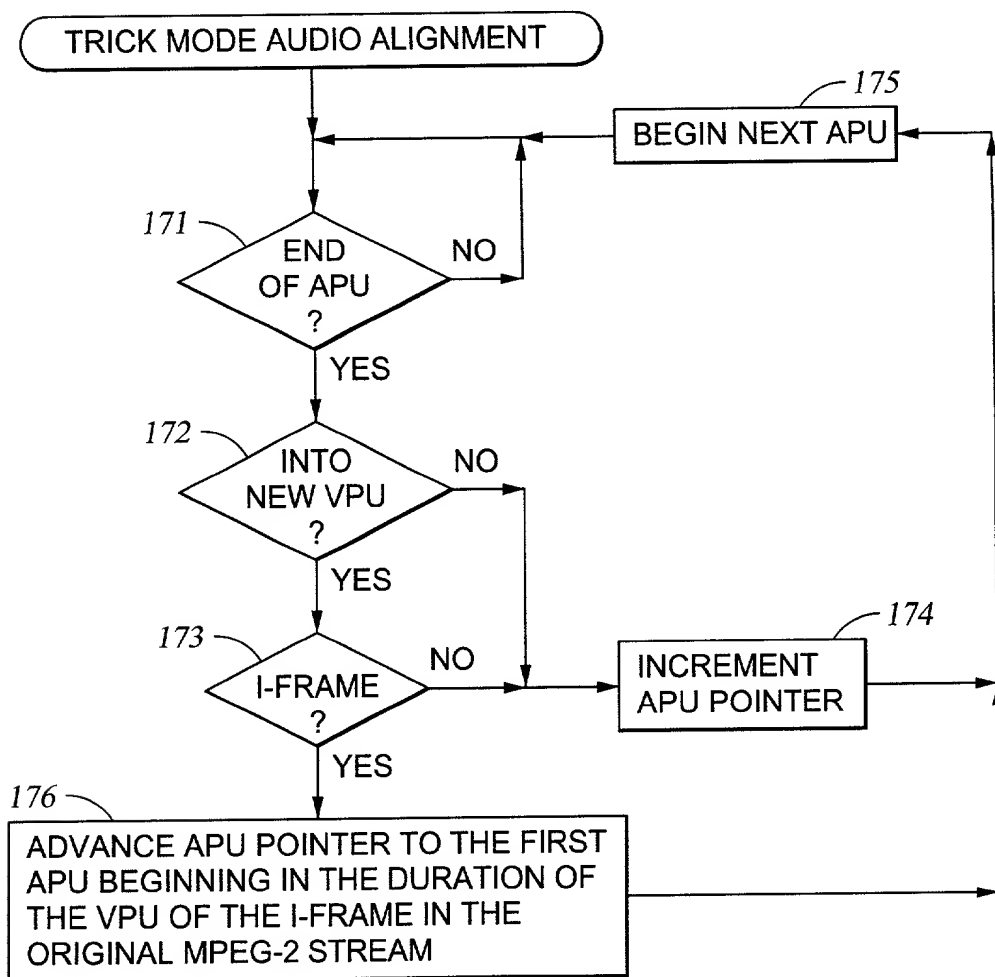 TRICK MODE AUDIO ALIGNMENT
175
BEGIN NEXT APU
171
END
OF APU
?
NO
YES
172
INTO
NEW VPU
?
NO
YES
173
I-FRAME
?
NO
174
INCREMENT
APU POINTER
YES
176
ADVANCE APU POINTER TO THE FIRST
APU BEGINNING IN THE DURATION OF
THE VPU OF THE I-FRAME IN THE
ORIGINAL MPEG-2 STREAM